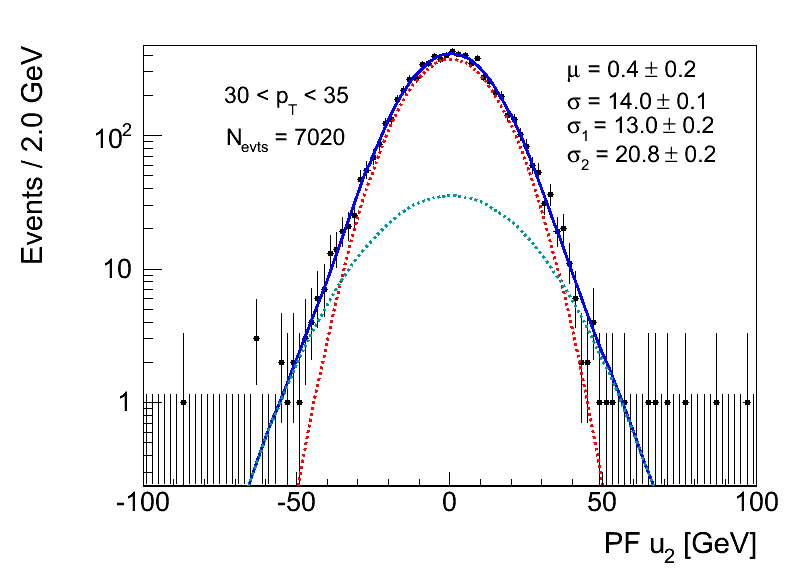 Events / 2.0 GeV
30 < p_T < 35
N_evts = 7020
μ = 0.4 ± 0.2
σ = 14.0 ± 0.1
σ_1 = 13.0 ± 0.2
σ_2 = 20.8 ± 0.2
10^2
10
1
-100 -50 0 50 100
PF u_2 [GeV]